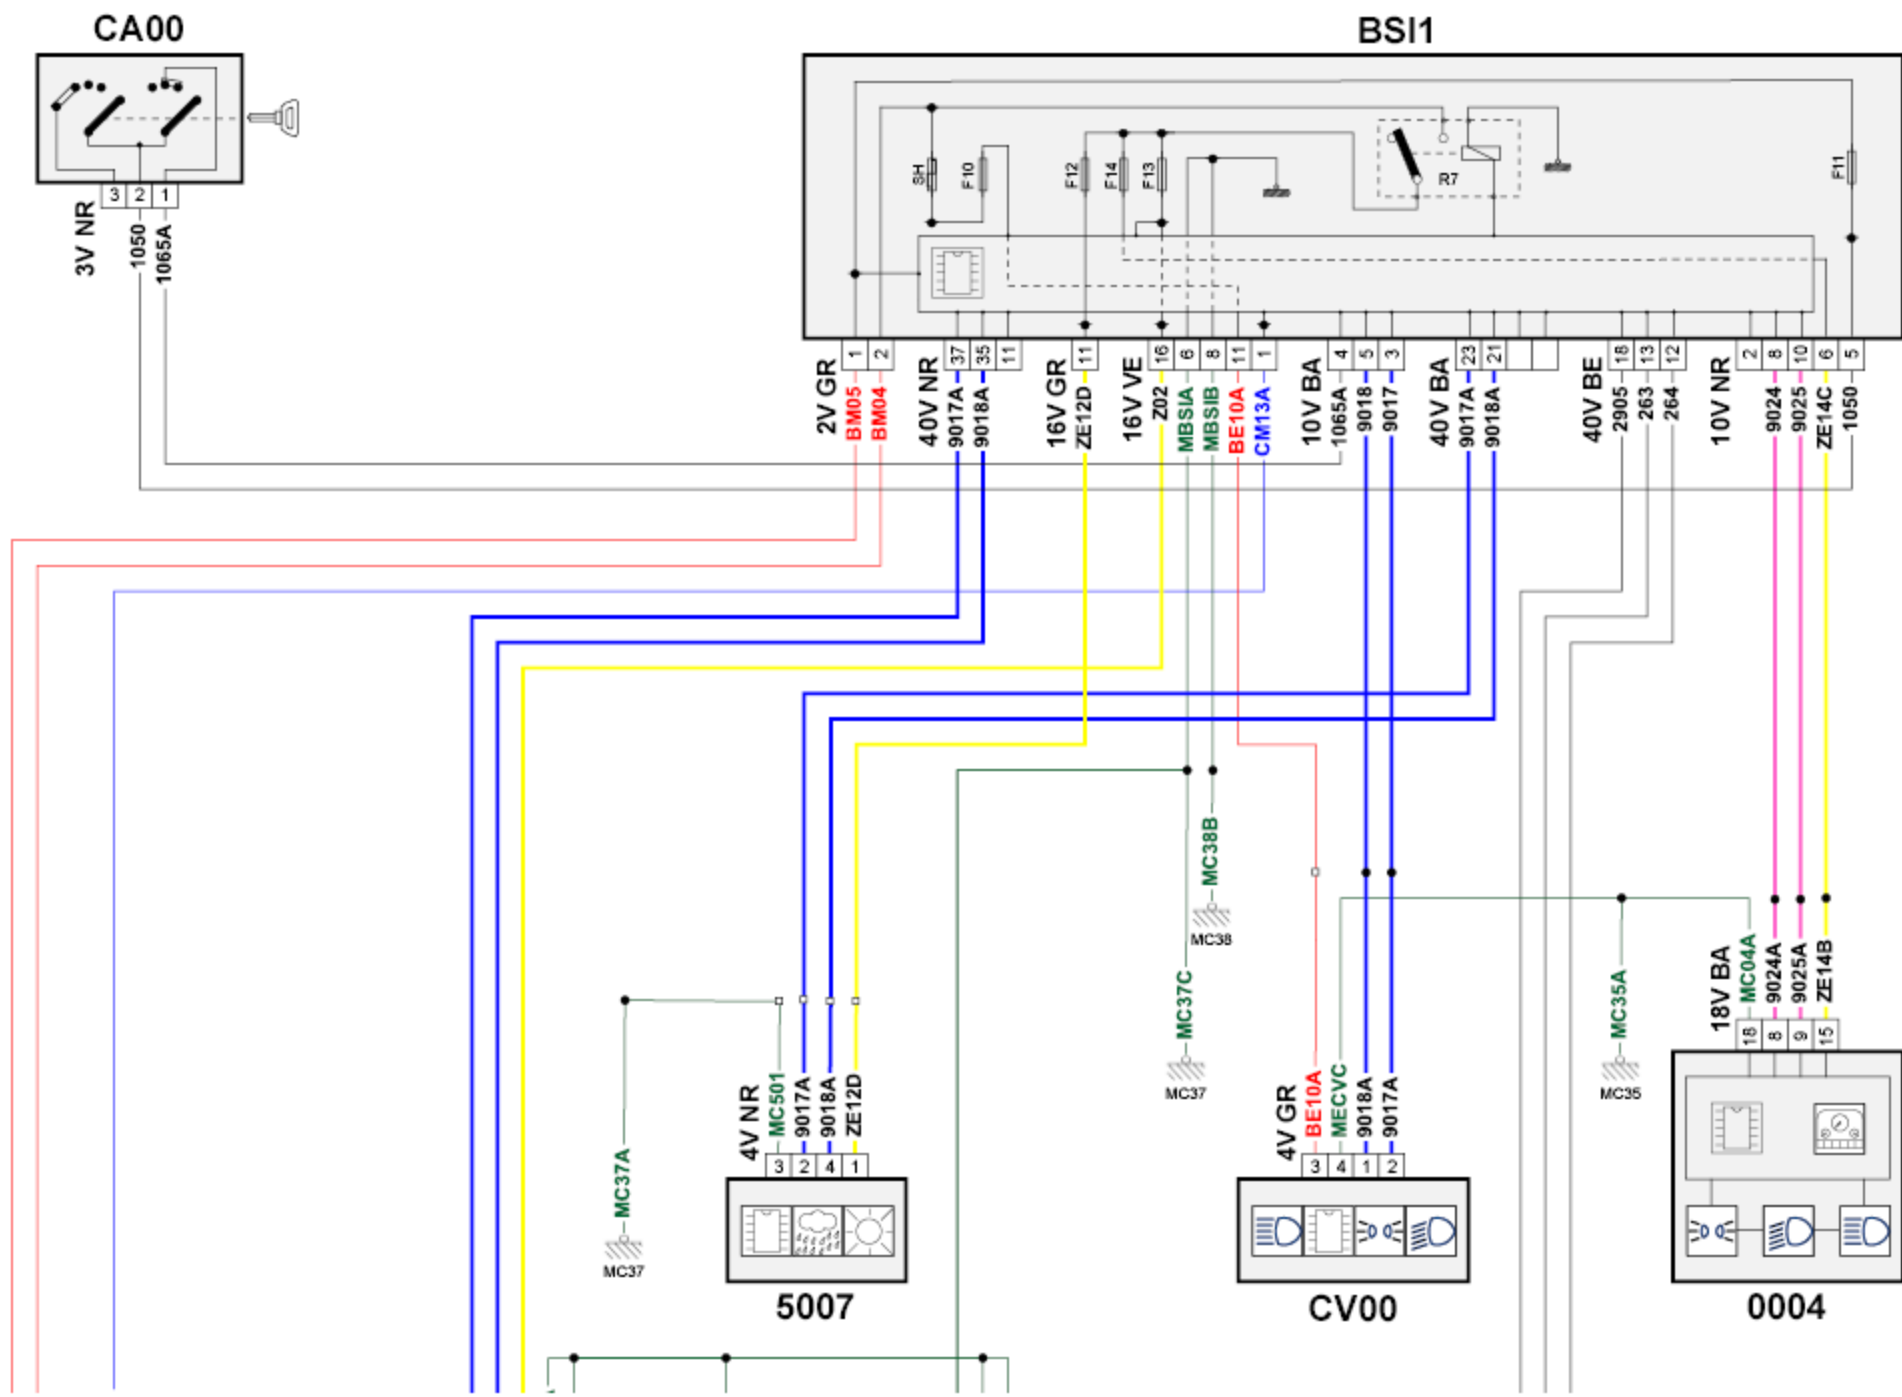 CA00
BSI1
SH
F10
F12
F14
F13
R7
F11
3 2 1
3V NR
1050
1065A
1 2 37 35 11 11 16 6 8 11 1 4 5 3 23 21 18 13 12 2 8 10 6 5
2V GR
BM05
BM04
40V NR
9017A
9018A
16V GR
ZE12D
16V VE
Z02
MBSIA
MBSIB
BE10A
CM13A
10V BA
1065A
9018
9017
40V BA
9017A
9018A
40V BE
2905
263
264
10V NR
9024
9025
ZE14C
1050
MC38B
MC38
MC37C
MC37
MC35A
MC35
18V BA
MC04A
9024A
9025A
ZE14B
18 8 9 15
MC37A
MC37
4V NR
MC501
9017A
9018A
ZE12D
3 2 4 1
4V GR
BE10A
MECVC
9018A
9017A
3 4 1 2
5007
CV00
0004